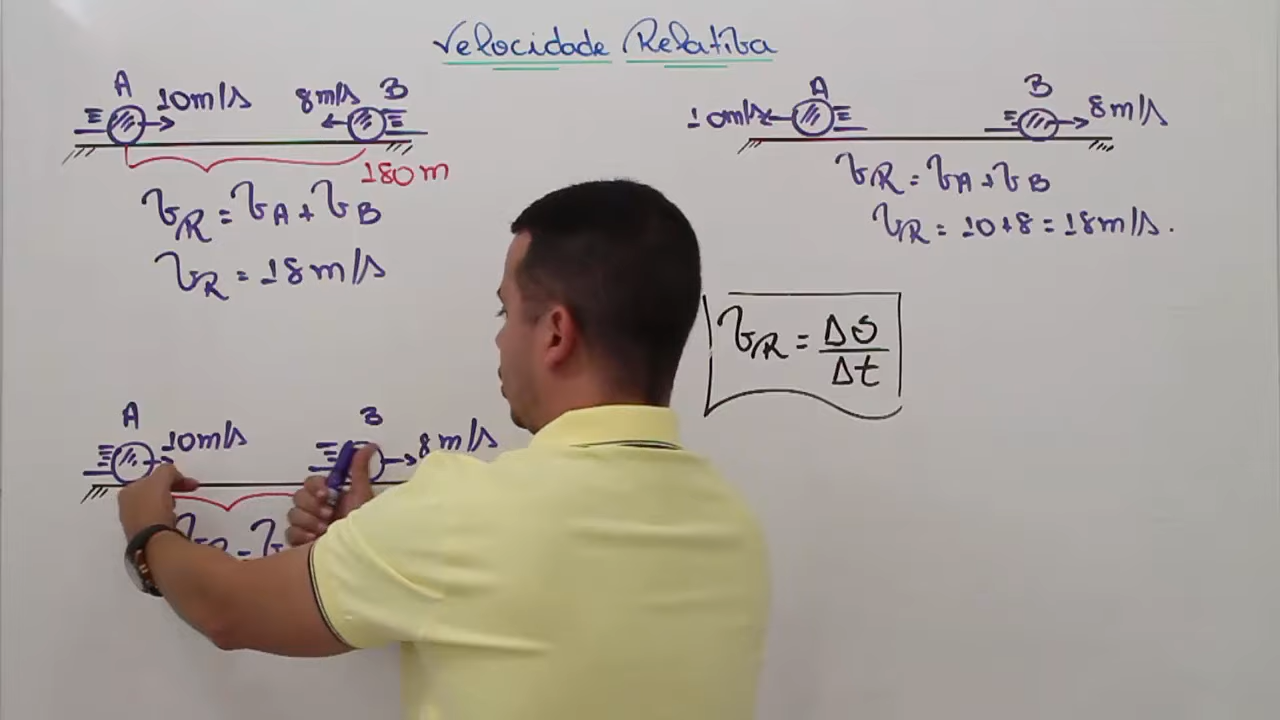 Velocidade Relativa
A
10m/s
8m/s
B
180m
VR = VA + VB
VR = 18m/s
10m/s
A
B
8m/s
VR = VA + VB
VR = 10+8 = 18m/s.
VR = ΔS
Δt
A
10m/s
B
8m/s
VR = V